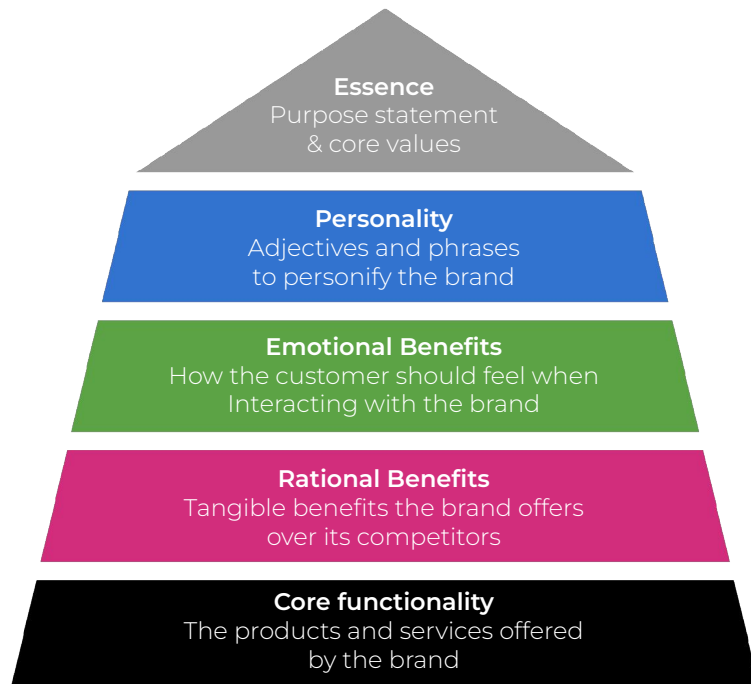 Essence
Purpose statement
& core values
Personality
Adjectives and phrases
to personify the brand
Emotional Benefits
How the customer should feel when
Interacting with the brand
Rational Benefits
Tangible benefits the brand offers
over its competitors
Core functionality
The products and services offered
by the brand